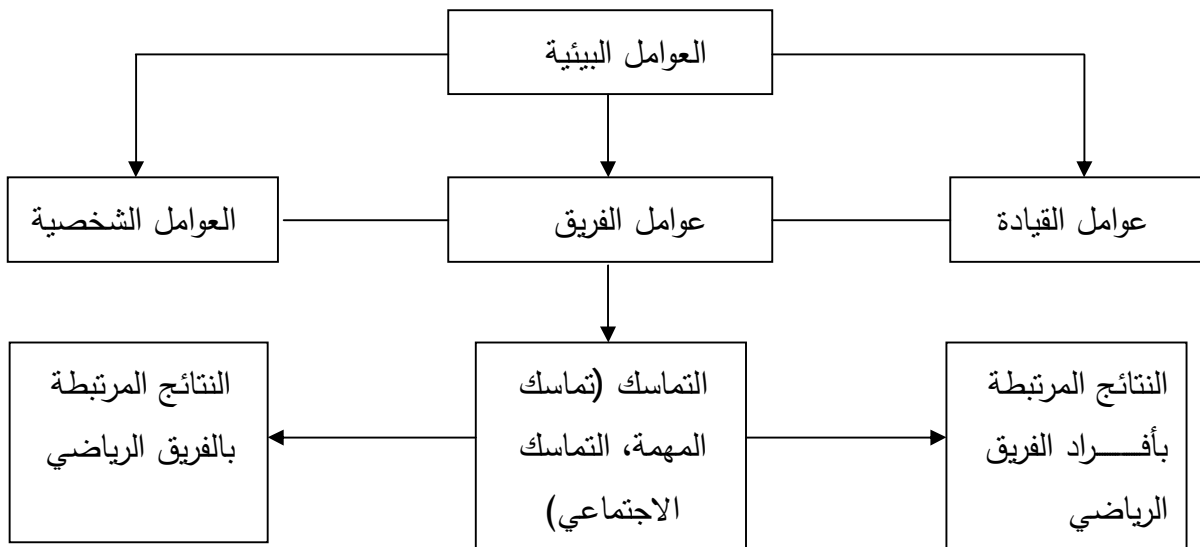 العوامل البيئية
عوامل القيادة
عوامل الفريق
العوامل الشخصية
النتائج المرتبطة
بأفـــــراد الفريق
الرياضي
التماسك (تماسك
المهمة، التماسك
الاجتماعي)
النتائج المرتبطة
بالفريق الرياضي